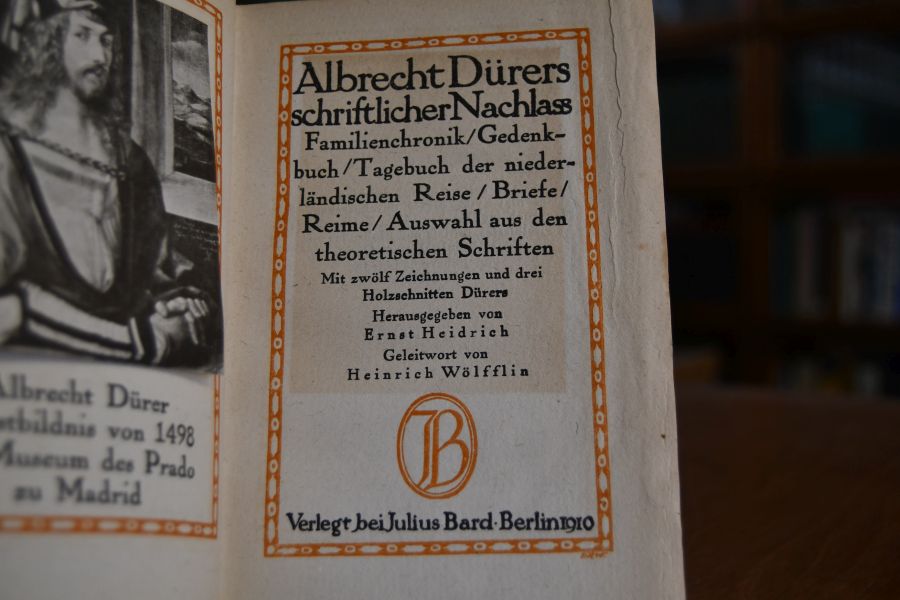 Albrecht Dürer
stbildnis von 1498
Museum des Prado
zu Madrid
Albrecht Dürers
schriftlicher Nachlass
Familienchronik/Gedenk-
buch/Tagebuch der nieder-
ländischen Reise/Briefe/
Reime/Auswahl aus den
theoretischen Schriften
Mit zwölf Zeichnungen und drei
Holzschnitten Dürers
Herausgegeben von
Ernst Heidrich
Geleitwort von
Heinrich Wölfflin
JB
Verlegt bei Julius Bard·Berlin 1910